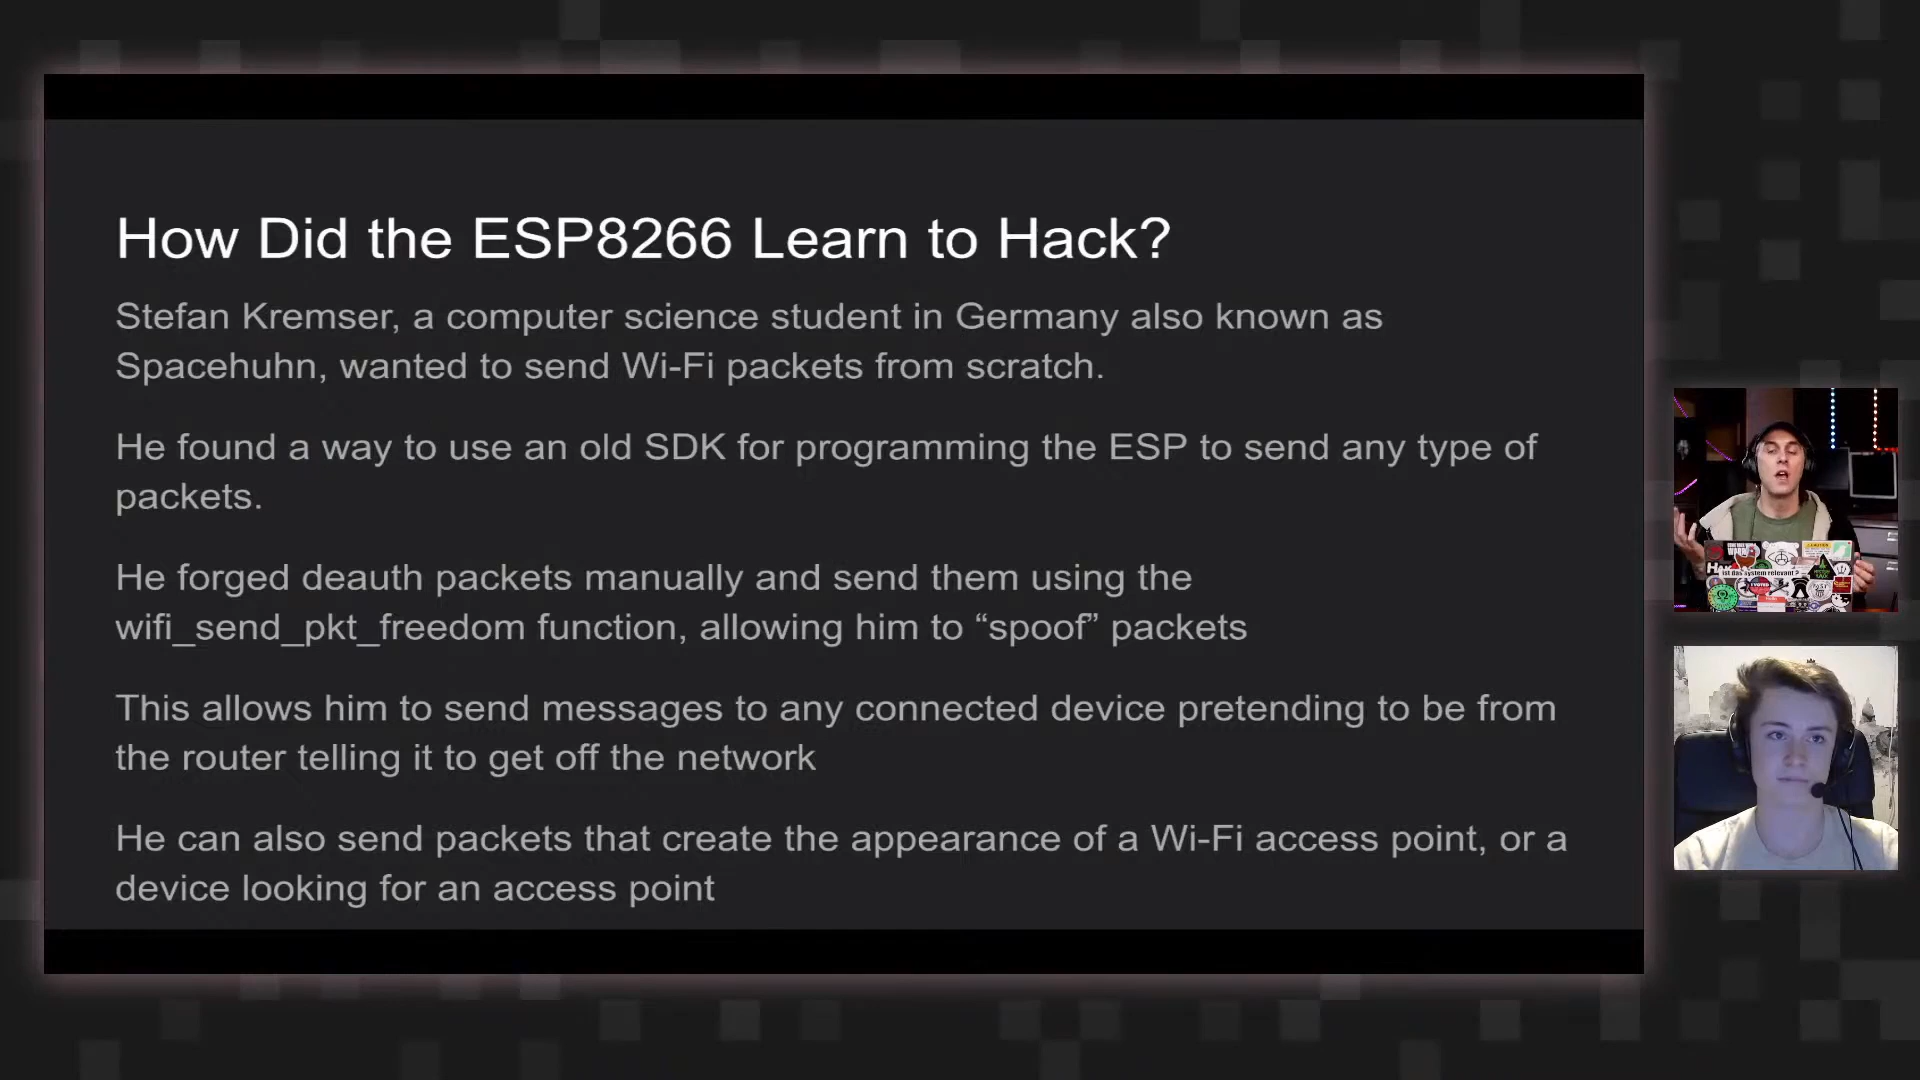 How Did the ESP8266 Learn to Hack?
Stefan Kremser, a computer science student in Germany also known as
Spacehuhn, wanted to send Wi-Fi packets from scratch.
He found a way to use an old SDK for programming the ESP to send any type of
packets.
He forged deauth packets manually and send them using the
wifi_send_pkt_freedom function, allowing him to “spoof” packets
This allows him to send messages to any connected device pretending to be from
the router telling it to get off the network
He can also send packets that create the appearance of a Wi-Fi access point, or a
device looking for an access point
ist das system relevant?